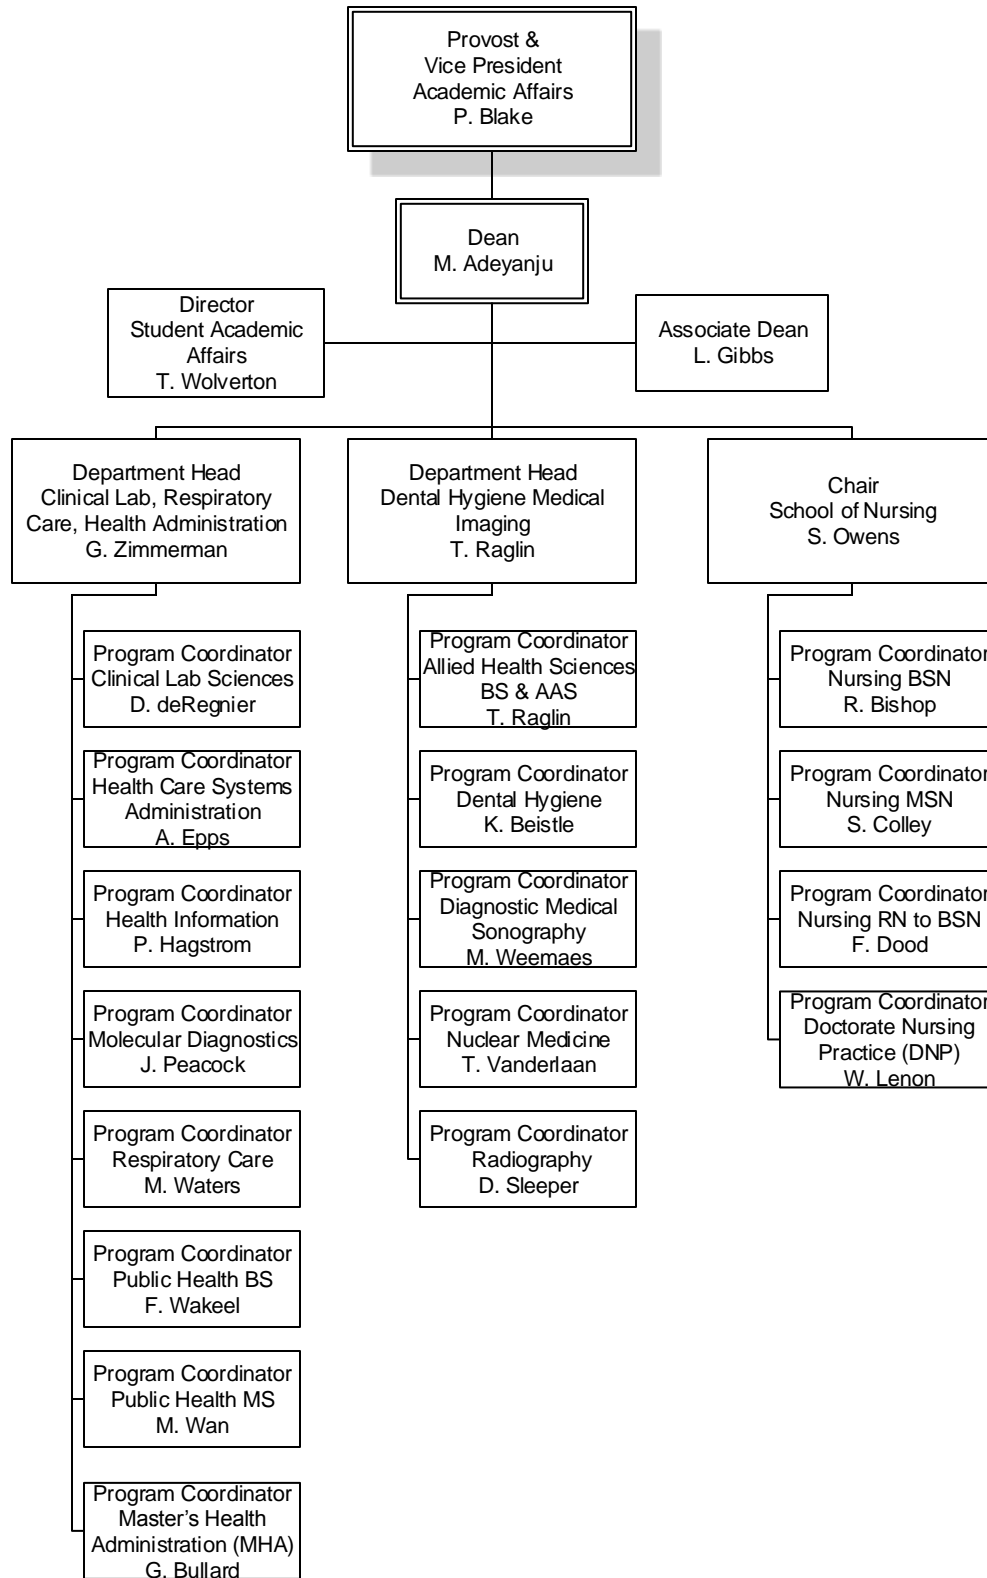 Provost &
Vice President
Academic Affairs
P. Blake
Dean
M. Adeyanju
Director
Student Academic
Affairs
T. Wolverton
Associate Dean
L. Gibbs
Department Head
Clinical Lab, Respiratory
Care, Health Administration
G. Zimmerman
Department Head
Dental Hygiene Medical
Imaging
T. Raglin
Chair
School of Nursing
S. Owens
Program Coordinator
Clinical Lab Sciences
D. deRegnier
Program Coordinator
Health Care Systems
Administration
A. Epps
Program Coordinator
Health Information
P. Hagstrom
Program Coordinator
Molecular Diagnostics
J. Peacock
Program Coordinator
Respiratory Care
M. Waters
Program Coordinator
Public Health BS
F. Wakeel
Program Coordinator
Public Health MS
M. Wan
Program Coordinator
Master's Health
Administration (MHA)
G. Bullard
Program Coordinator
Allied Health Sciences
BS & AAS
T. Raglin
Program Coordinator
Dental Hygiene
K. Beistle
Program Coordinator
Diagnostic Medical
Sonography
M. Weemaes
Program Coordinator
Nuclear Medicine
T. Vanderlaan
Program Coordinator
Radiography
D. Sleeper
Program Coordinator
Nursing BSN
R. Bishop
Program Coordinator
Nursing MSN
S. Colley
Program Coordinator
Nursing RN to BSN
F. Dood
Program Coordinator
Doctorate Nursing
Practice (DNP)
W. Lenon